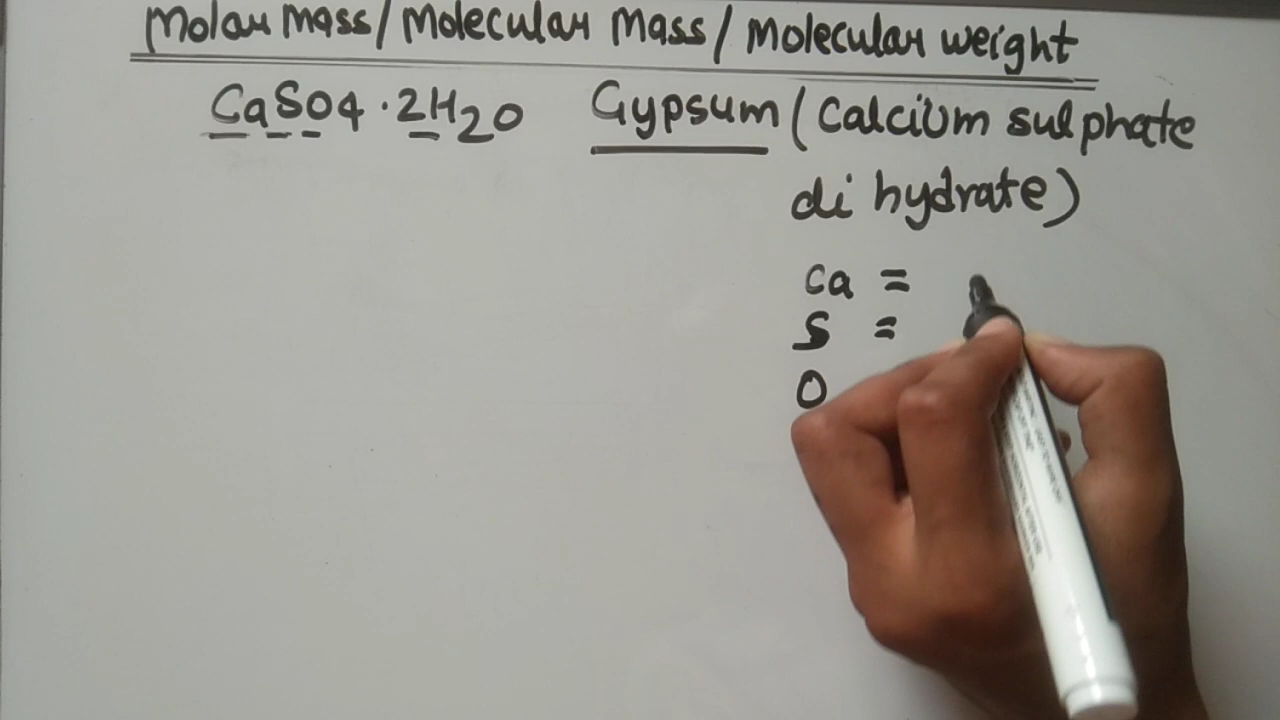 Molar Mass/Molecular Mass/Molecular weight
CaSO4 · 2H2O Gypsum (Calcium sulphate
di hydrate)
Ca =
S =
O